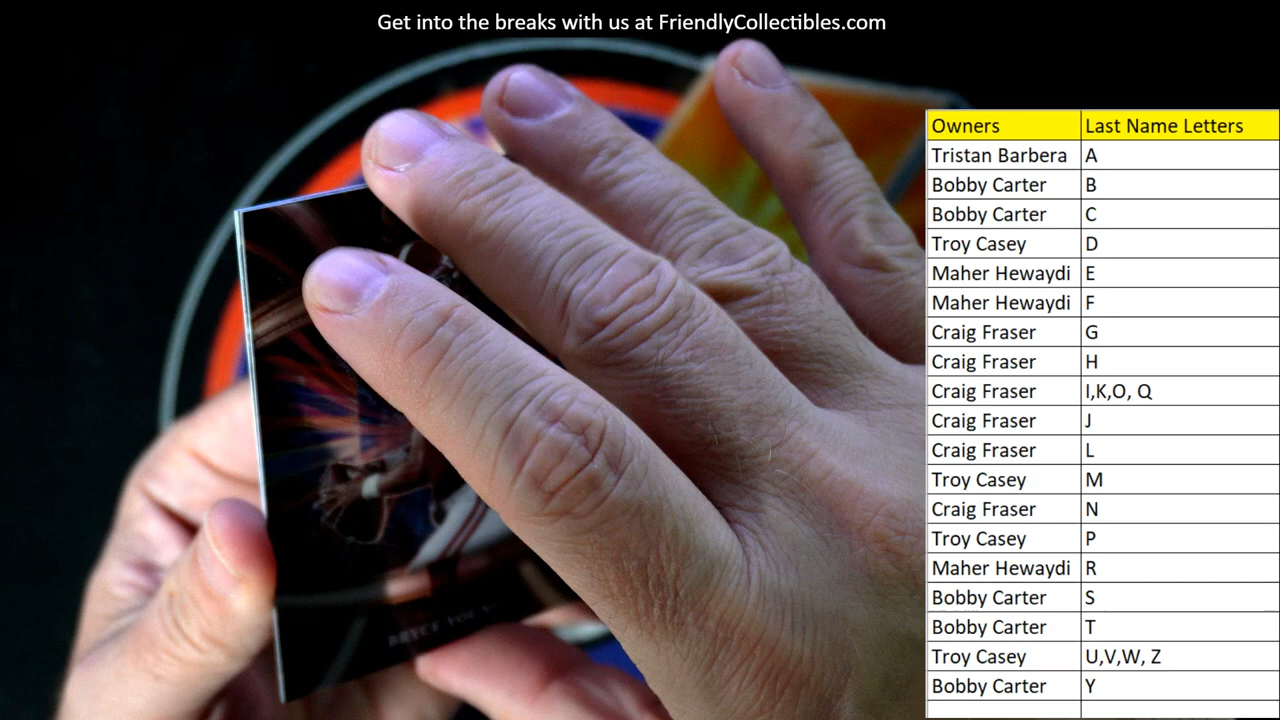 Get into the breaks with us at FriendlyCollectibles.com
Owners Last Name Letters
Tristan Barbera A
Bobby Carter B
Bobby Carter C
Troy Casey D
Maher Hewaydi E
Maher Hewaydi F
Craig Fraser G
Craig Fraser H
Craig Fraser I,K,O, Q
Craig Fraser J
Craig Fraser L
Troy Casey M
Craig Fraser N
Troy Casey P
Maher Hewaydi R
Bobby Carter S
Bobby Carter T
Troy Casey U,V,W, Z
Bobby Carter Y
BRYCE